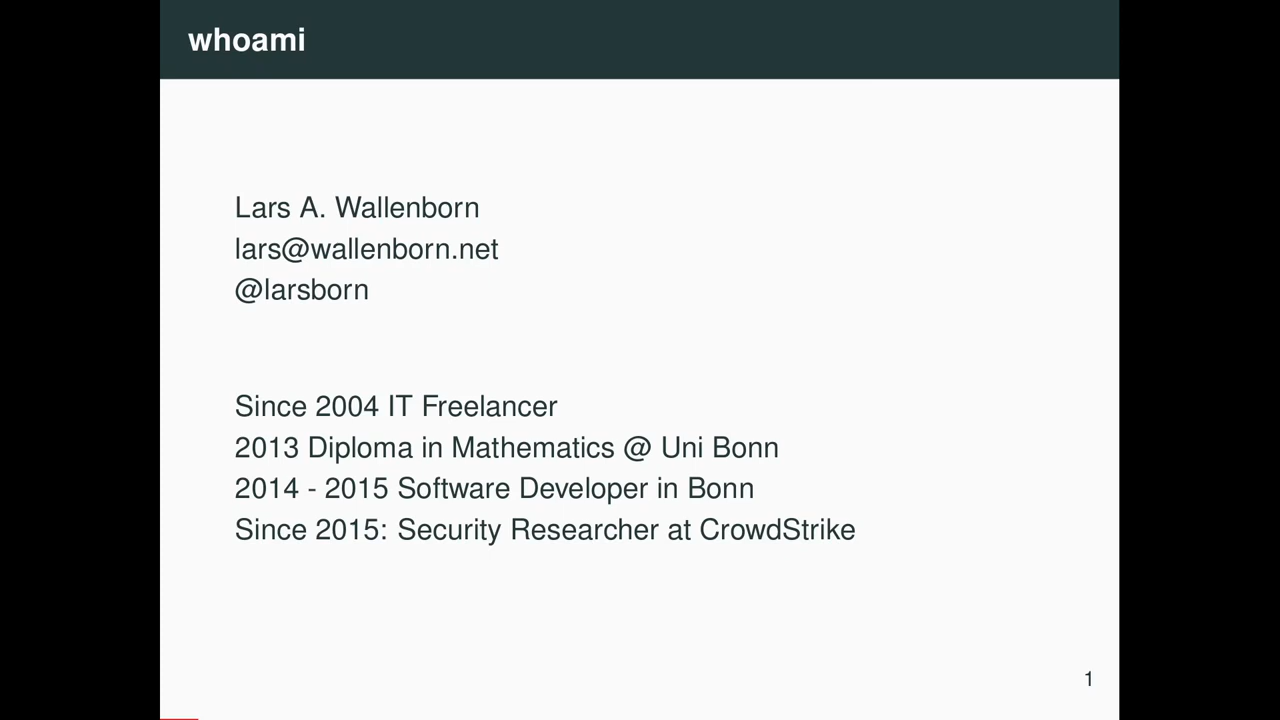 whoami
Lars A. Wallenborn
lars@wallenborn.net
@larsborn
Since 2004 IT Freelancer
2013 Diploma in Mathematics @ Uni Bonn
2014 - 2015 Software Developer in Bonn
Since 2015: Security Researcher at CrowdStrike
1